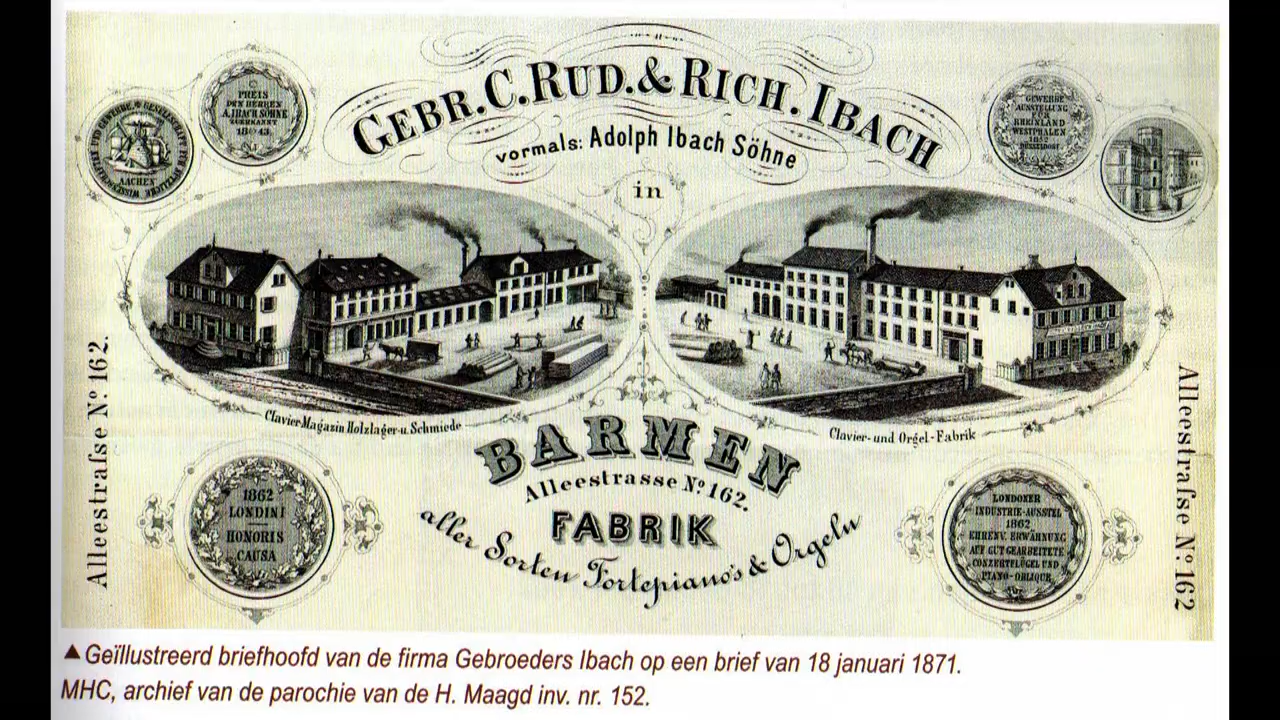 GEBR. C. RUD. & RICH. IBACH
vormals: Adolph Ibach Söhne
in
PREIS
DEN HERREN
A. IBACH SÖHNE
ZUERKANNT
1843
AACHEN
GEWERBE
AUSSTELLUNG
FÜR
RHEINLAND
WESTPHALEN
1852
DÜSSELDORF
Clavier Magazin Holzlager u. Schmiede
Clavier- und Orgel-Fabrik
Alleestraſse No 162.
Alleestraſse No 162
BARMEN
Alleestrasse No 162.
FABRIK
aller Sorten Fortepiano's & Orgeln
1862
LONDINI
HONORIS
CAUSA
LONDONER
INDUSTRIE-AUSSTEL
1862
EHRENV. ERWÄHNUNG
AUF GUT GEARBEITETE
CONZERTFLÜGEL UND
PIANO-OBLIQUE
▲ Geïllustreerd briefhoofd van de firma Gebroeders Ibach op een brief van 18 januari 1871.
MHC, archief van de parochie van de H. Maagd inv. nr. 152.